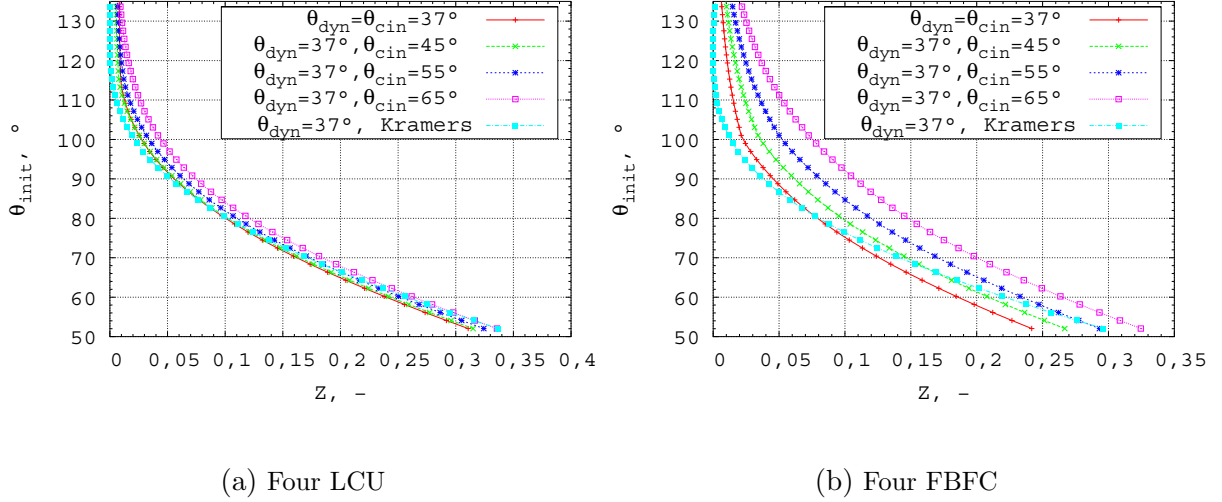 θdyn=θcin=37°
θdyn=37°,θcin=45°
θdyn=37°,θcin=55°
θdyn=37°,θcin=65°
θdyn=37°, Kramers
130
120
110
100
90
80
70
60
50
θinit, °
0 0,05 0,1 0,15 0,2 0,25 0,3 0,35 0,4
Z, -
(a) Four LCU
θdyn=θcin=37°
θdyn=37°,θcin=45°
θdyn=37°,θcin=55°
θdyn=37°,θcin=65°
θdyn=37°, Kramers
130
120
110
100
90
80
70
60
50
θinit, °
0 0,05 0,1 0,15 0,2 0,25 0,3 0,35
Z, -
(b) Four FBFC